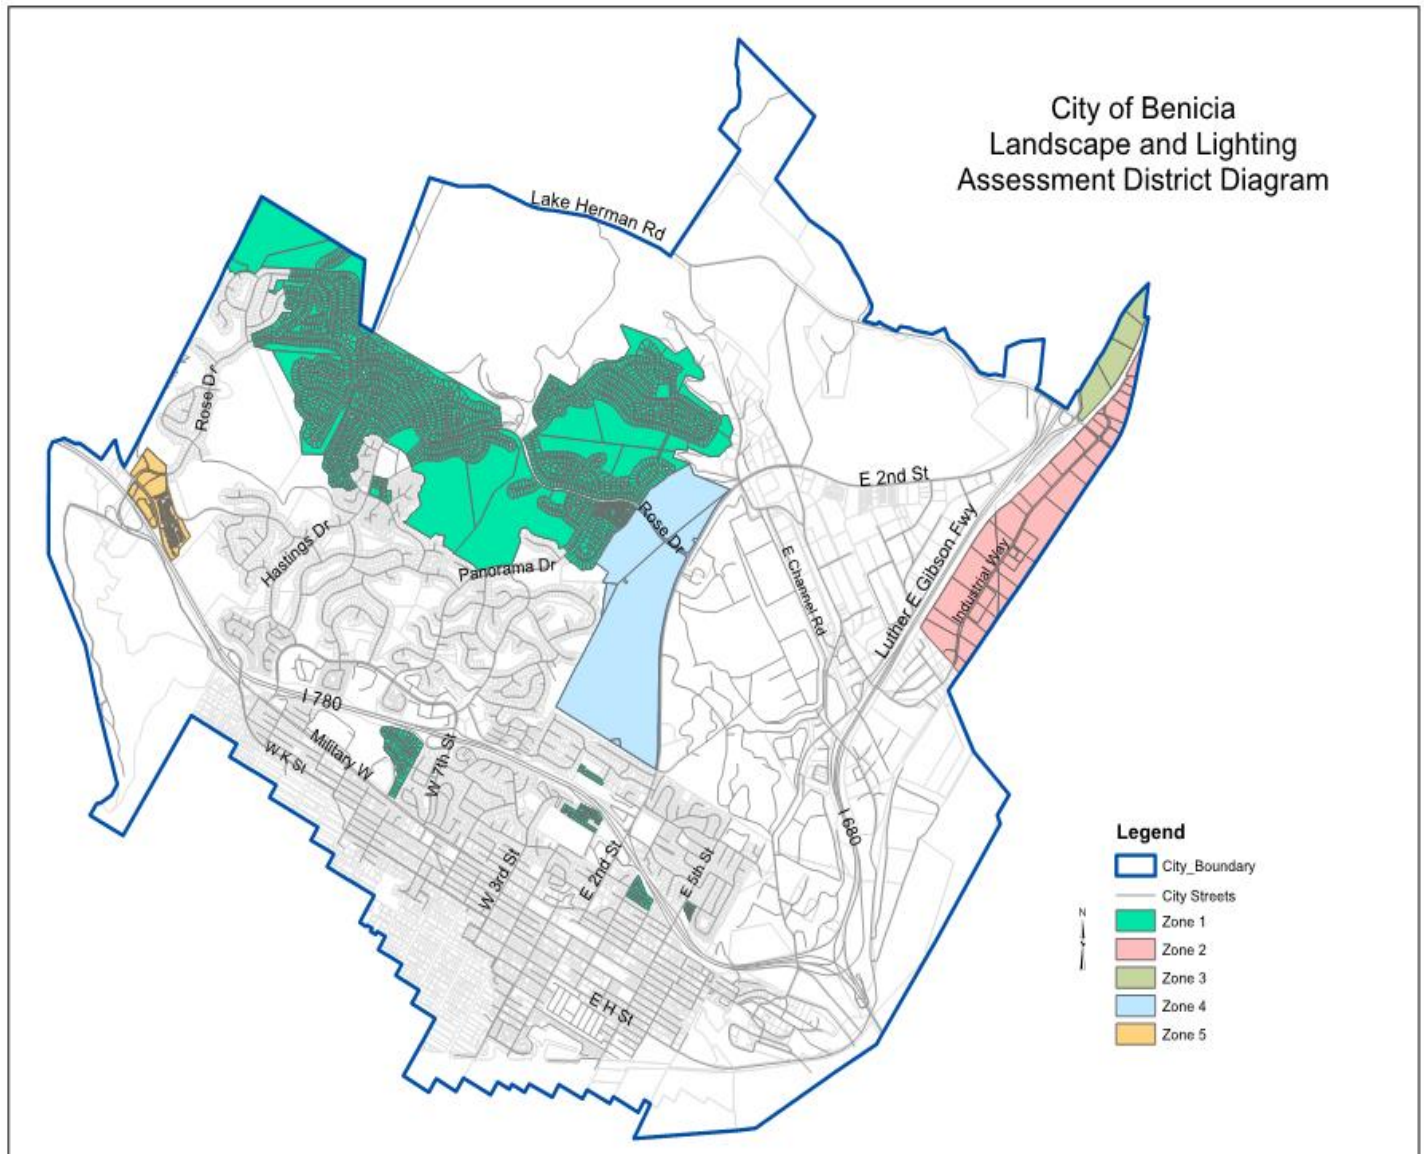 City of Benicia
Landscape and Lighting
Assessment District Diagram
Lake Herman Rd
Rose Dr
E 2nd St
Rose Dr
Hastings Dr
Panorama Dr
E Channel Rd
Luther E Gibson Fwy
Industrial Way
I 780
Military W
W K St
W 7th St
I 680
W 3rd St
E 2nd St
E 5th St
E H St
Legend
City_Boundary
City Streets
Zone 1
Zone 2
Zone 3
Zone 4
Zone 5
N